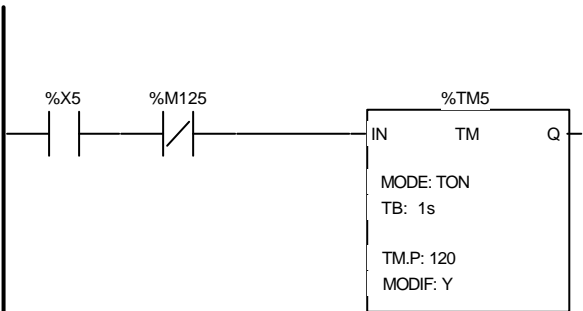 %X5 %M125 %TM5
IN TM Q
MODE: TON
TB: 1s
TM.P: 120
MODIF: Y